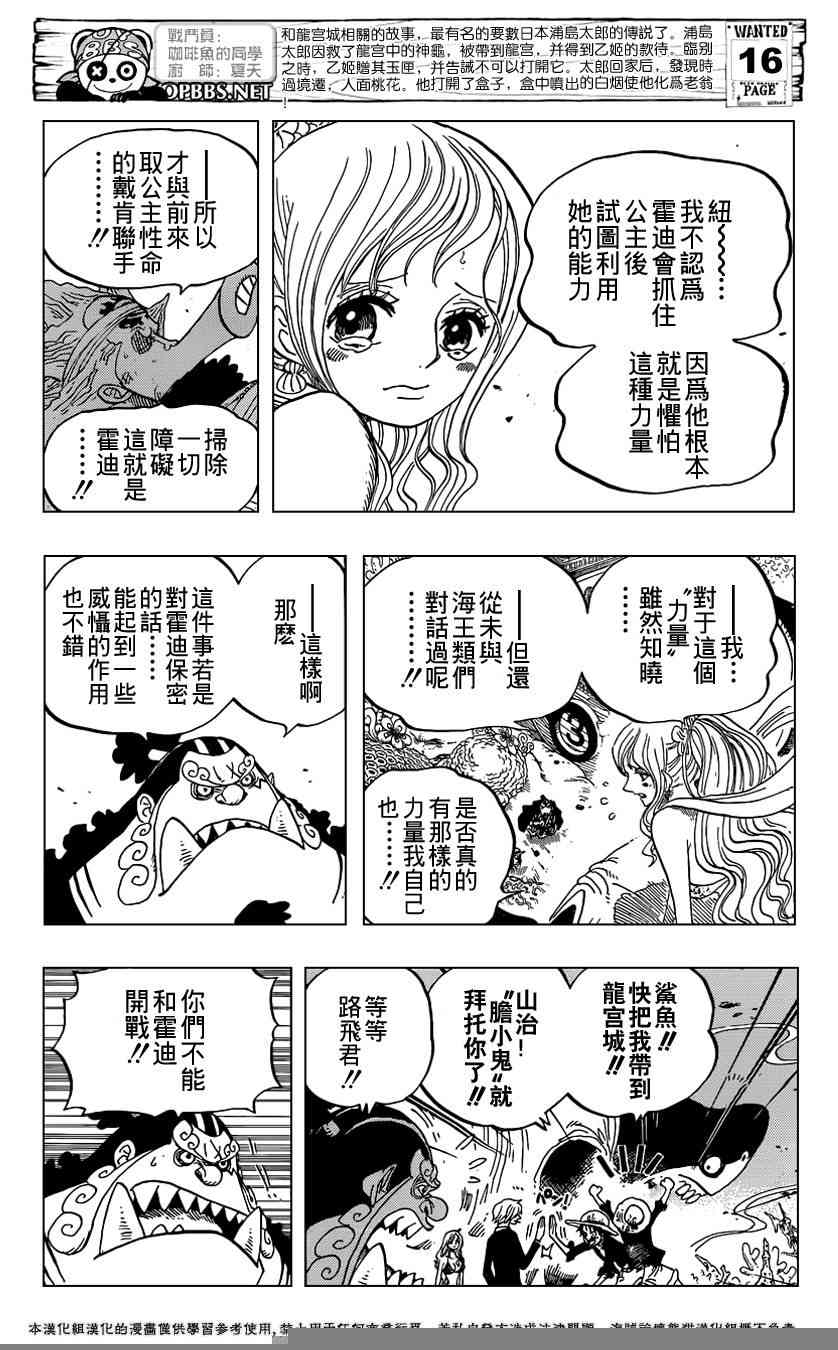 戰鬥員:
咖啡魚的同學
廚 師:夏天
OPBBS.NET
和龍宮城相關的故事,最有名的要數日本浦島太郎的傳說了。浦島
太郎因救了龍宮中的神龜,被帶到龍宮,并得到乙姬的款待。臨別
之時,乙姬贈其玉匣,并告誡不可以打開它。太郎回家后,發現時
過境遷,人面桃花。他打開了盒子,盒中噴出的白烟使他化爲老翁
!
WANTED
16
PAGE
紐~~~…
我不認爲
霍迪會抓住
公主後
試圖利用
她的能力
因爲他根本
就是懼怕
這種力量
——所以
才與前來
取公主性命
的戴肯聯手
………!!
掃除
一切
障礙
這就是
霍迪
……!!
——我…
對于這個
〝力量〞
雖然知曉
……
——但還
從未與
海王類們
對話過呢
………!!
是否真的
有那樣的
力量我自己
也……!!
——這樣啊
那麽
這件事若是
對霍迪保密
的話……
能起到一些
威懾的作用
也不錯
鯊魚!!
快把我帶到
龍宮城!!
山治!
〝膽小鬼〞就
拜托你了!!
等等
路飛君!!
你們不能
和霍迪
開戰!!
本漢化組漢化的漫畫僅供學習參考使用,